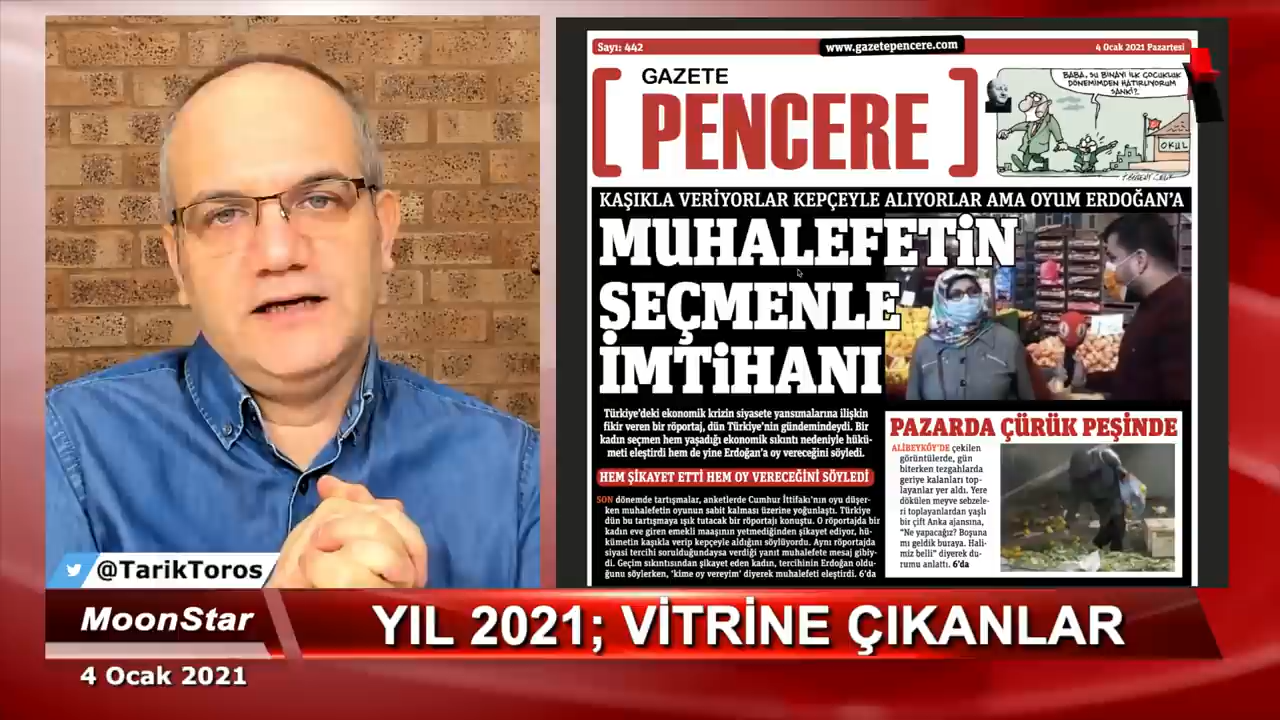 Sayı: 442
www.gazetepencere.com
4 Ocak 2021 Pazartesi
GAZETE
[PENCERE]
BABA, ŞU BİNAYI İLK ÇOCUKLUK
DÖNEMİMDEN HATIRLIYORUM
SANKİ?
OKUL
KAŞIKLA VERİYORLAR KEPÇEYLE ALIYORLAR AMA OYUM ERDOĞAN'A
MUHALEFETiN
SEÇMENLE
İMTiHANI
Türkiye'deki ekonomik krizin siyasete yansımalarına ilişkin
fikir veren bir röportaj, dün Türkiye'nin gündemindeydi. Bir
kadın seçmen hem yaşadığı ekonomik sıkıntı nedeniyle hükü-
meti eleştirdi hem de yine Erdoğan'a oy vereceğini söyledi.
HEM ŞİKAYET ETTİ HEM OY VERECEĞİNİ SÖYLEDİ
SON dönemde tartışmalar, anketlerde Cumhur İttifakı'nın oyu düşer-
ken muhalefetin oyunun sabit kalması üzerine yoğunlaştı. Türkiye
dün bu tartışmaya ışık tutacak bir röportajı konuştu. O röportajda bir
kadın eve giren emekli maaşının yetmediğinden şikayet ediyor, hü-
kümetin kaşıkla verip kepçeyle aldığını söylüyordu. Aynı röportajda
siyasi tercihi sorulduğundaysa verdiği yanıt muhalefete mesaj gibiy-
di. Geçim sıkıntısından şikayet eden kadın, tercihinin Erdoğan oldu-
ğunu söylerken, 'kime oy vereyim' diyerek muhalefeti eleştirdi. 6'da
PAZARDA ÇÜRÜK PEŞİNDE
ALİBEYKÖY'DE çekilen
görüntülerde, gün
biterken tezgahlarda
geriye kalanları top-
layanlar yer aldı. Yere
dökülen meyve sebzele-
ri toplayanlardan yaşlı
bir çift Anka ajansına,
"Ne yapacağız? Boşuna
mı geldik buraya. Hali-
miz belli" diyerek du-
rumu anlattı. 6'da
@TarikToros
MoonStar
YIL 2021; VİTRİNE ÇIKANLAR
4 Ocak 2021